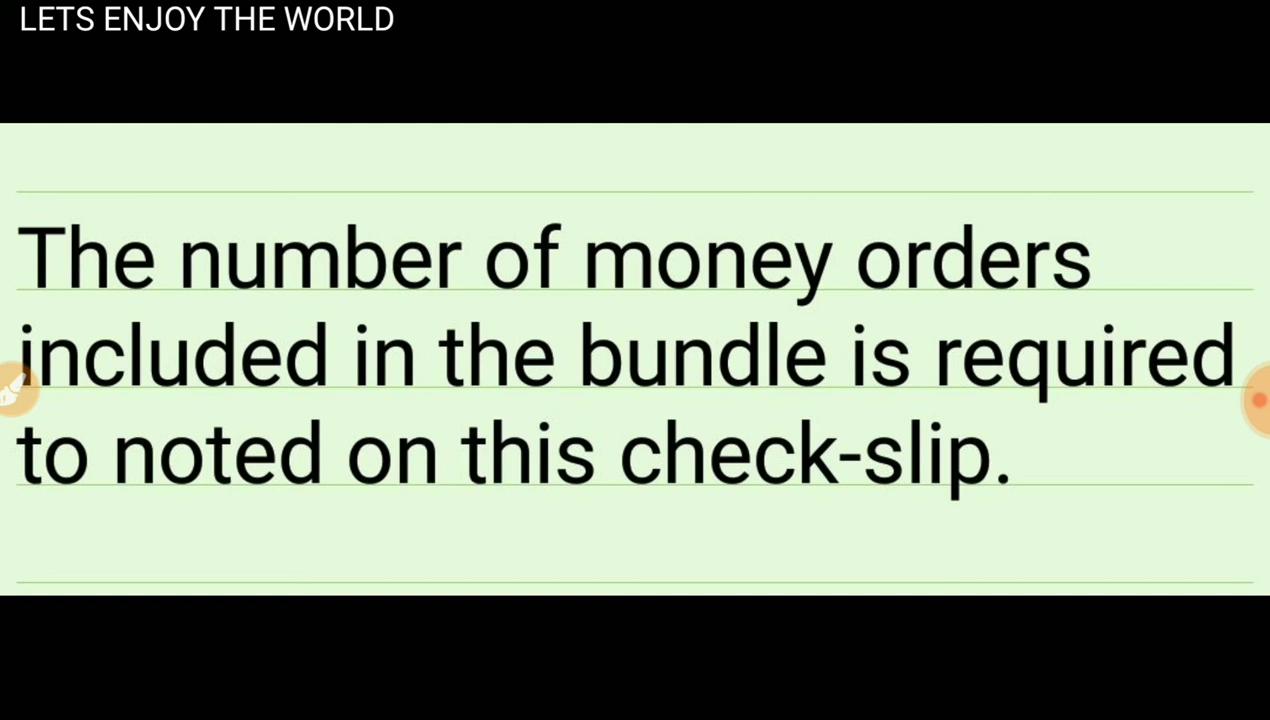 LETS ENJOY THE WORLD
The number of money orders
included in the bundle is required
to noted on this check-slip.